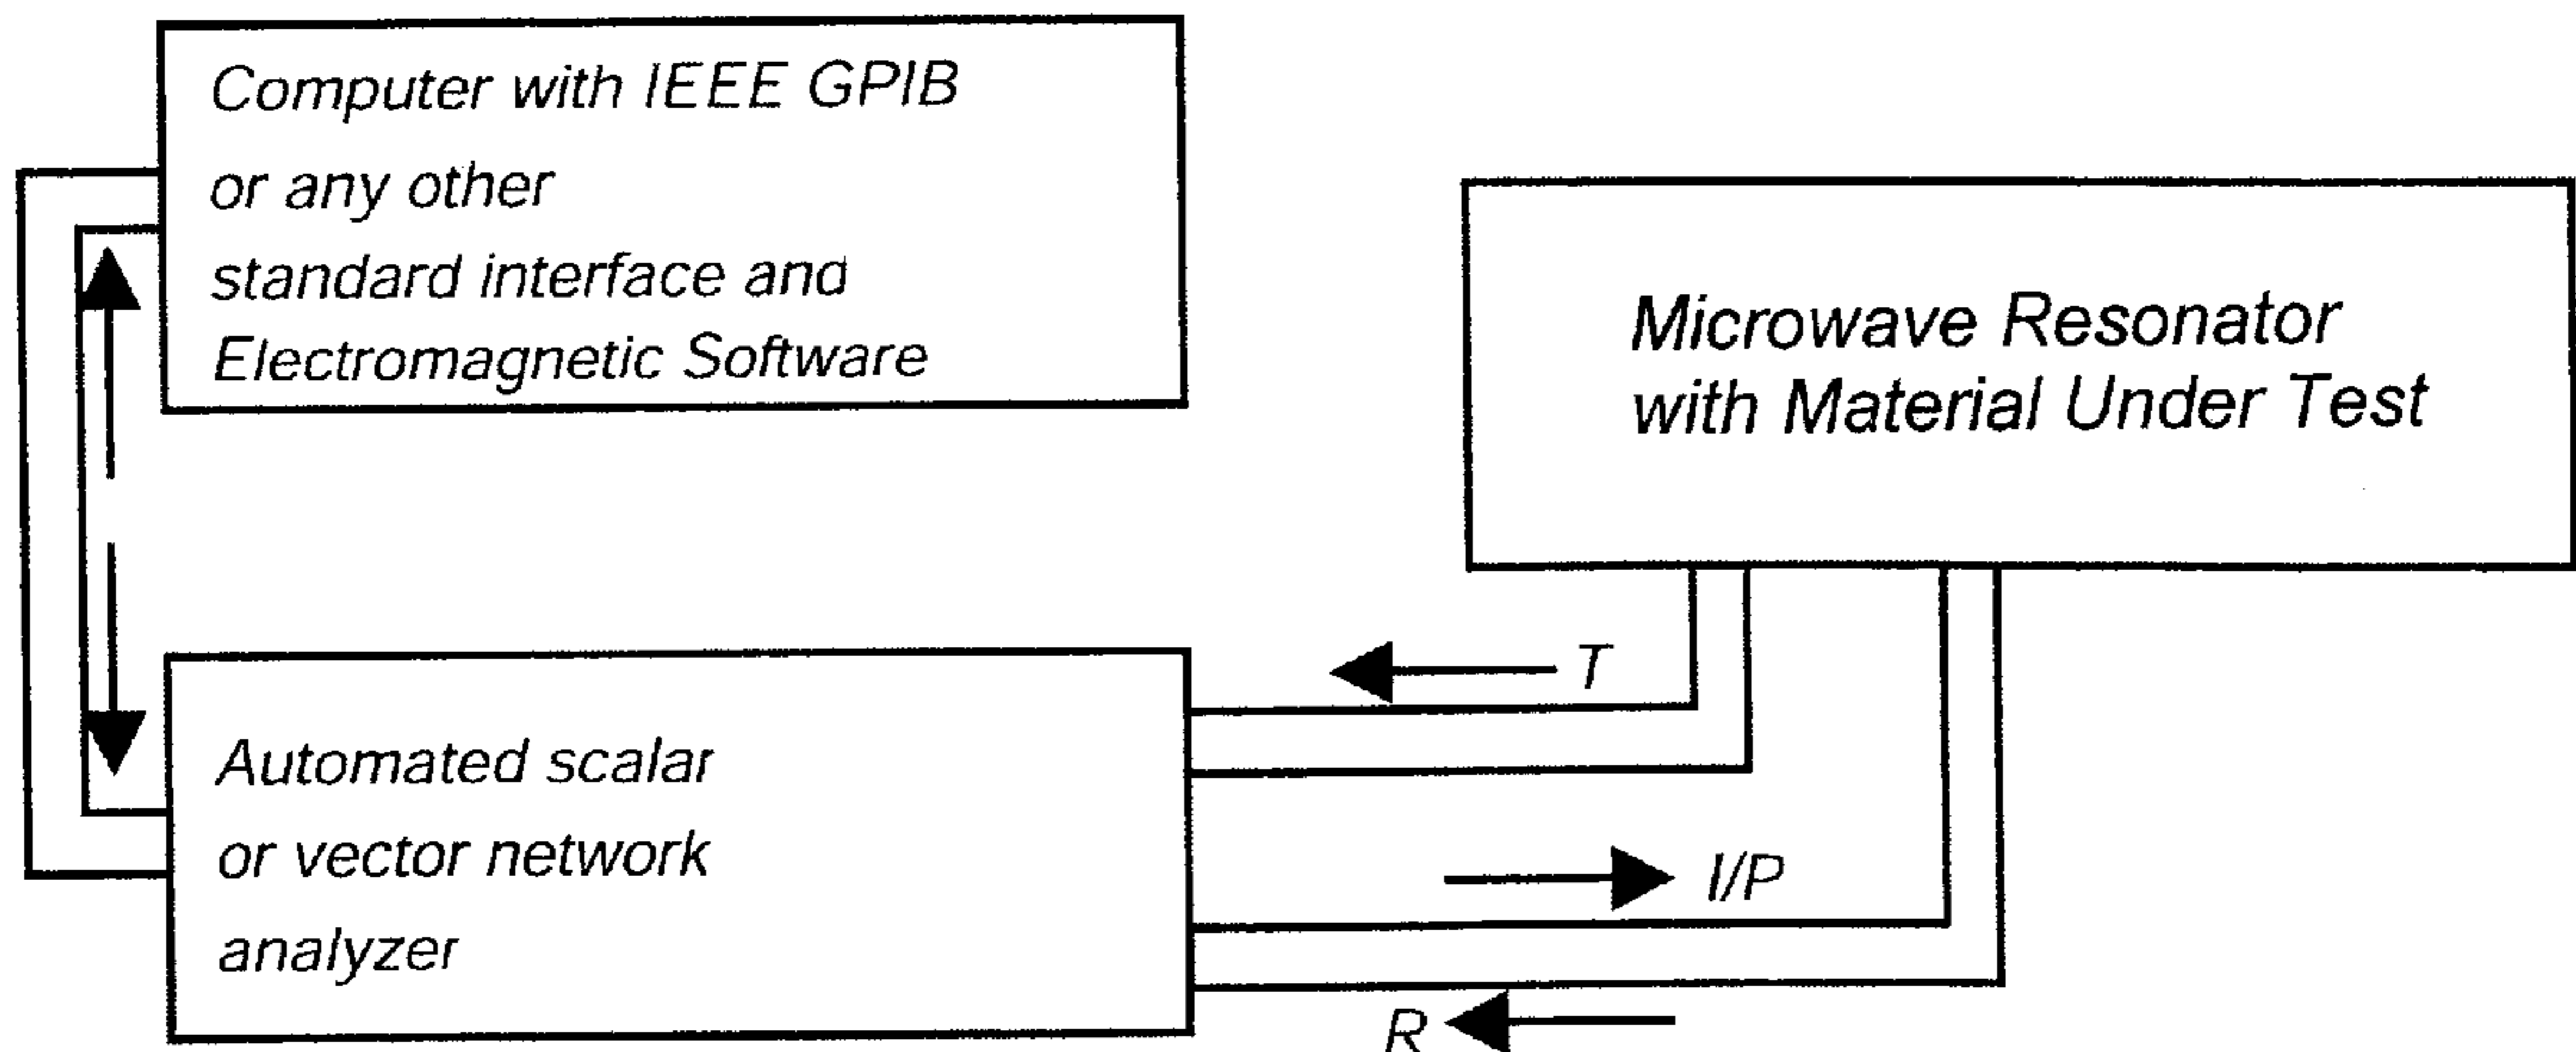 Computer with IEEE GPIB
or any other
standard interface and
Electromagnetic Software
Microwave Resonator
with Material Under Test
T
Automated scalar
or vector network
analyzer
I/P
R